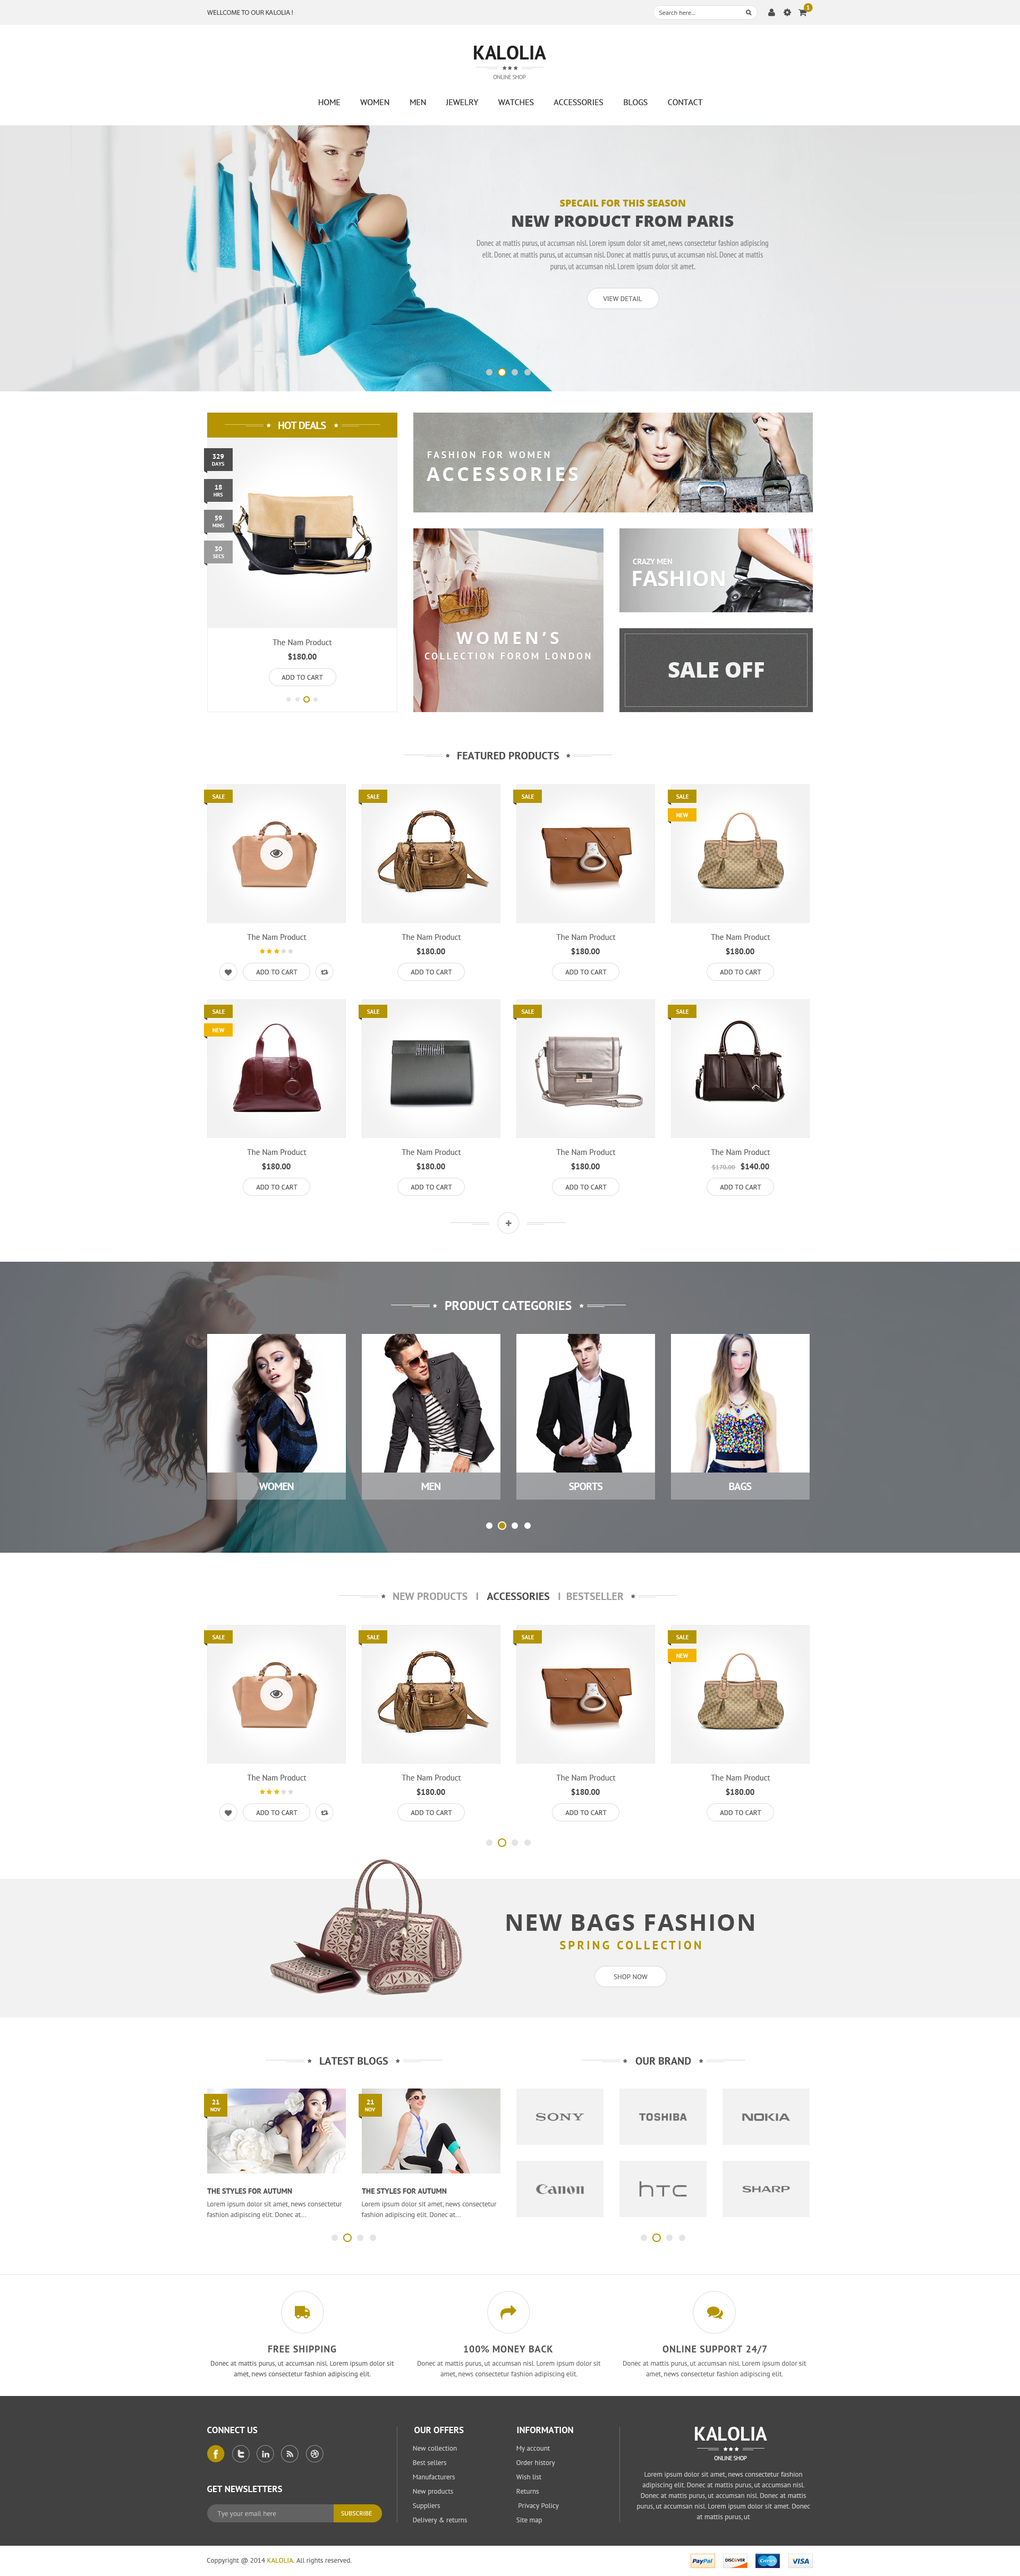 WELLCOME TO OUR KALOLIA !
Search here...
KALOLIA
ONLINE SHOP
HOME WOMEN MEN JEWELRY WATCHES ACCESSORIES BLOGS CONTACT
SPECAIL FOR THIS SEASON
NEW PRODUCT FROM PARIS
Donec at mattis purus, ut accumsan nisl. Lorem ipsum dolor sit amet, news consectetur fashion adipiscing
elit. Donec at mattis purus, ut accumsan nisl. Donec at mattis purus, ut accumsan nisl. Donec at mattis
purus, ut accumsan nisl. Lorem ipsum dolor sit amet.
VIEW DETAIL
HOT DEALS
329
DAYS
18
HRS
59
MINS
30
SECS
The Nam Product
$180.00
ADD TO CART
FASHION FOR WOMEN
ACCESSORIES
WOMEN'S
COLLECTION FOROM LONDON
CRAZY MEN
FASHION
SALE OFF
FEATURED PRODUCTS
SALE SALE SALE SALE
NEW
The Nam Product The Nam Product The Nam Product The Nam Product
$180.00 $180.00 $180.00
ADD TO CART ADD TO CART ADD TO CART ADD TO CART
SALE SALE SALE SALE
NEW
The Nam Product The Nam Product The Nam Product The Nam Product
$180.00 $180.00 $180.00 $170.00 $140.00
ADD TO CART ADD TO CART ADD TO CART ADD TO CART
PRODUCT CATEGORIES
WOMEN MEN SPORTS BAGS
NEW PRODUCTS | ACCESSORIES | BESTSELLER
SALE SALE SALE SALE
NEW
The Nam Product The Nam Product The Nam Product The Nam Product
$180.00 $180.00 $180.00
ADD TO CART ADD TO CART ADD TO CART ADD TO CART
NEW BAGS FASHION
SPRING COLLECTION
SHOP NOW
LATEST BLOGS
21
NOV
THE STYLES FOR AUTUMN
Lorem ipsum dolor sit amet, news consectetur
fashion adipiscing elit. Donec at...
21
NOV
THE STYLES FOR AUTUMN
Lorem ipsum dolor sit amet, news consectetur
fashion adipiscing elit. Donec at...
OUR BRAND
SONY TOSHIBA NOKIA
Canon hTC SHARP
FREE SHIPPING
Donec at mattis purus, ut accumsan nisl. Lorem ipsum dolor sit
amet, news consectetur fashion adipiscing elit.
100% MONEY BACK
Donec at mattis purus, ut accumsan nisl. Lorem ipsum dolor sit
amet, news consectetur fashion adipiscing elit.
ONLINE SUPPORT 24/7
Donec at mattis purus, ut accumsan nisl. Lorem ipsum dolor sit
amet, news consectetur fashion adipiscing elit.
CONNECT US
GET NEWSLETTERS
Tye your email here
SUBSCRIBE
OUR OFFERS
New collection
Best sellers
Manufacturers
New products
Suppliers
Delivery & returns
INFORMATION
My account
Order history
Wish list
Returns
Privacy Policy
Site map
KALOLIA
ONLINE SHOP
Lorem ipsum dolor sit amet, news consectetur fashion
adipiscing elit. Donec at mattis purus, ut accumsan nisl.
Donec at mattis purus, ut accumsan nisl. Donec at mattis
purus, ut accumsan nisl. Lorem ipsum dolor sit amet. Donec
at mattis purus, ut
Coppyright @ 2014 KALOLIA. All rights reserved.
PayPal DISCOVER Cirrus VISA